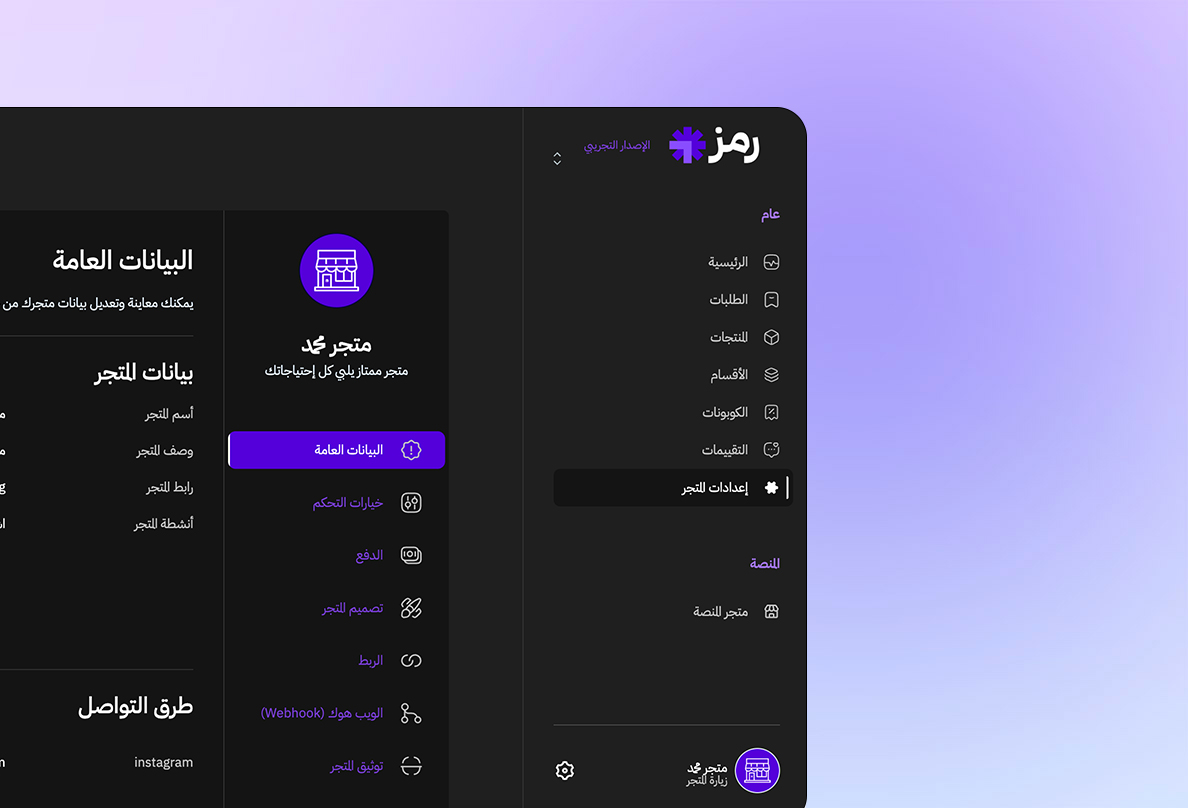 رمز
الإصدار التجريبي
عام
الرئيسية
الطلبات
المنتجات
الأقسام
الكوبونات
التقييمات
إعدادات المتجر
المنصة
متجر المنصة
متجر محمد
زيارة المتجر
متجر محمد
متجر ممتاز يلبي كل إحتياجاتك
البيانات العامة
خيارات التحكم
الدفع
تصميم المتجر
الربط
الويب هوك (Webhook)
توثيق المتجر
البيانات العامة
يمكنك معاينة وتعديل بيانات متجرك من
بيانات المتجر
أسم المتجر
وصف المتجر
رابط المتجر
أنشطة المتجر
طرق التواصل
instagram